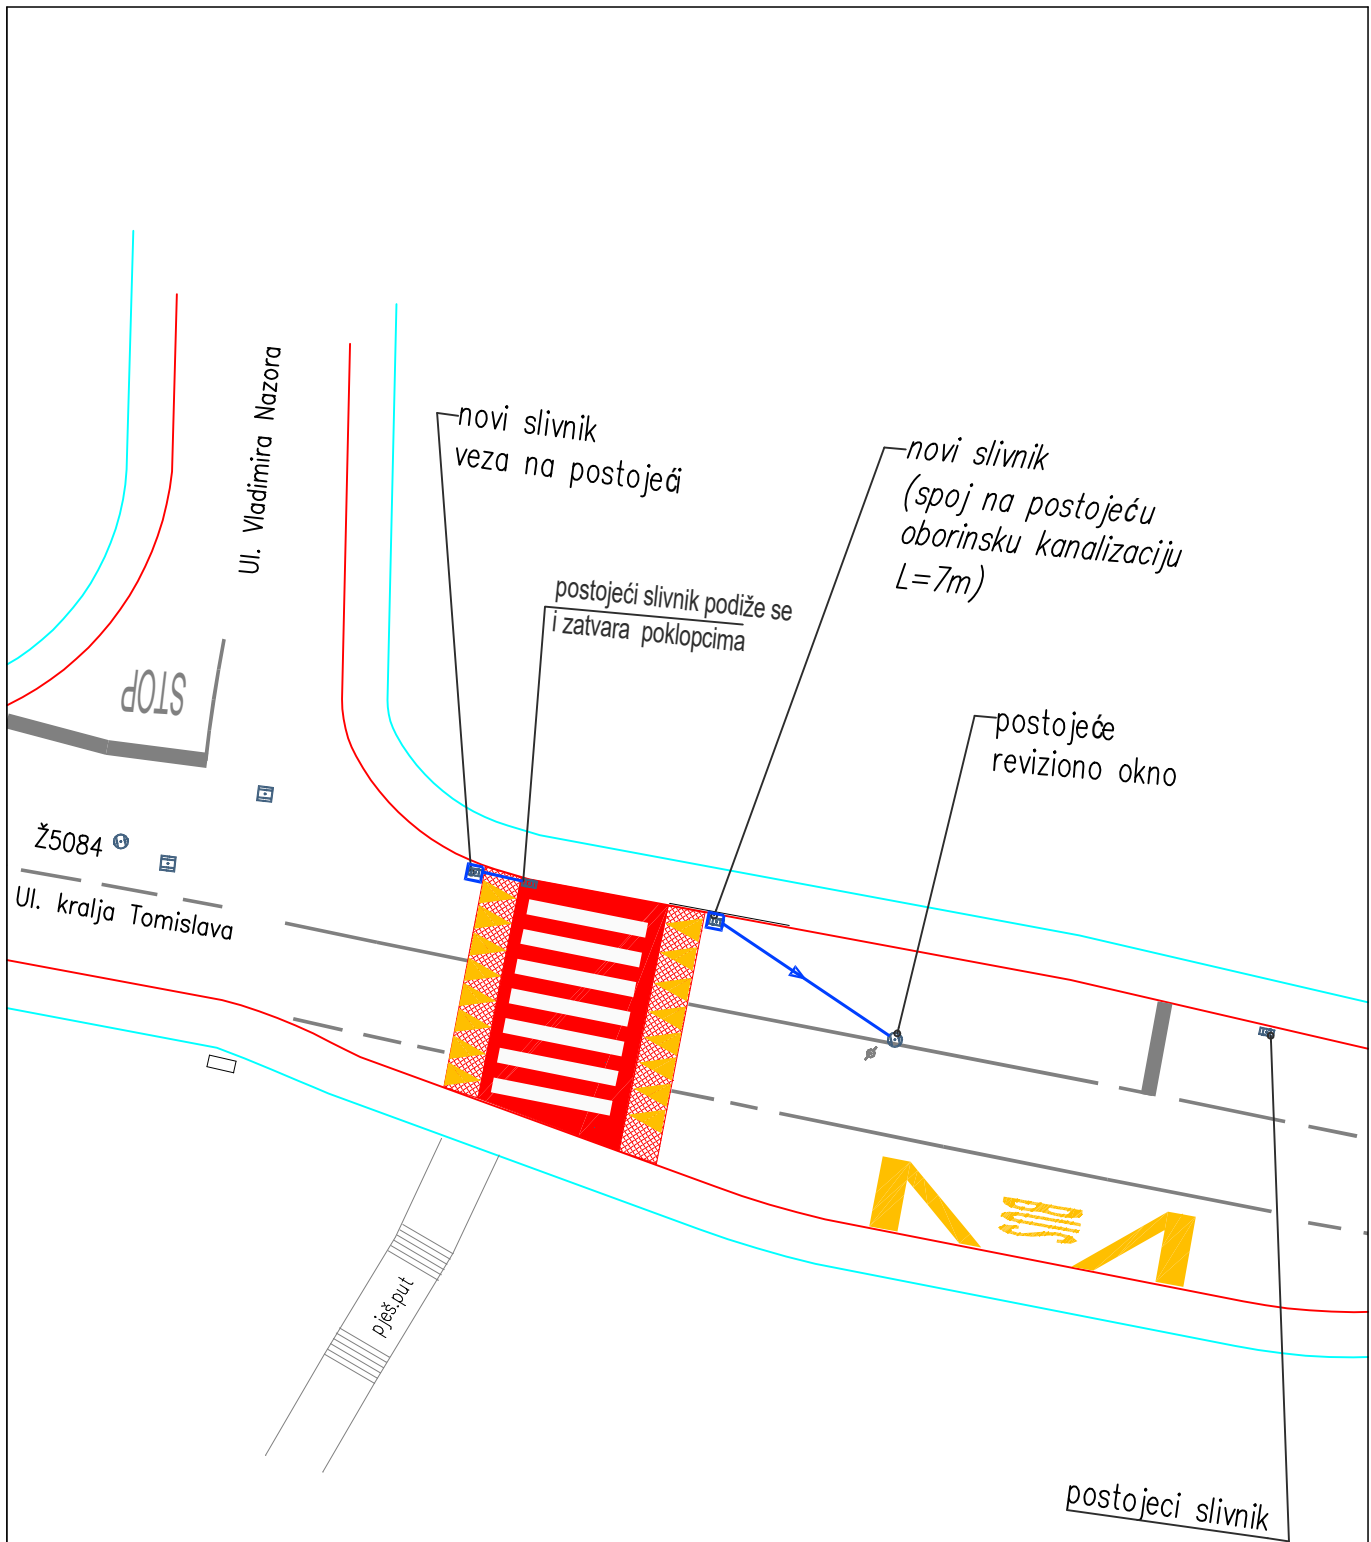 Ul. Vladimira Nazora
novi slivnik
veza na postojeći
novi slivnik
(spoj na postojeću
oborinsku kanalizaciju
L=7m)
postojeći slivnik podiže se
i zatvara poklopcima
STOP
postojeće
reviziono okno
Ž5084
Ul. kralja Tomislava
BUS
pješ.put
postojeci slivnik